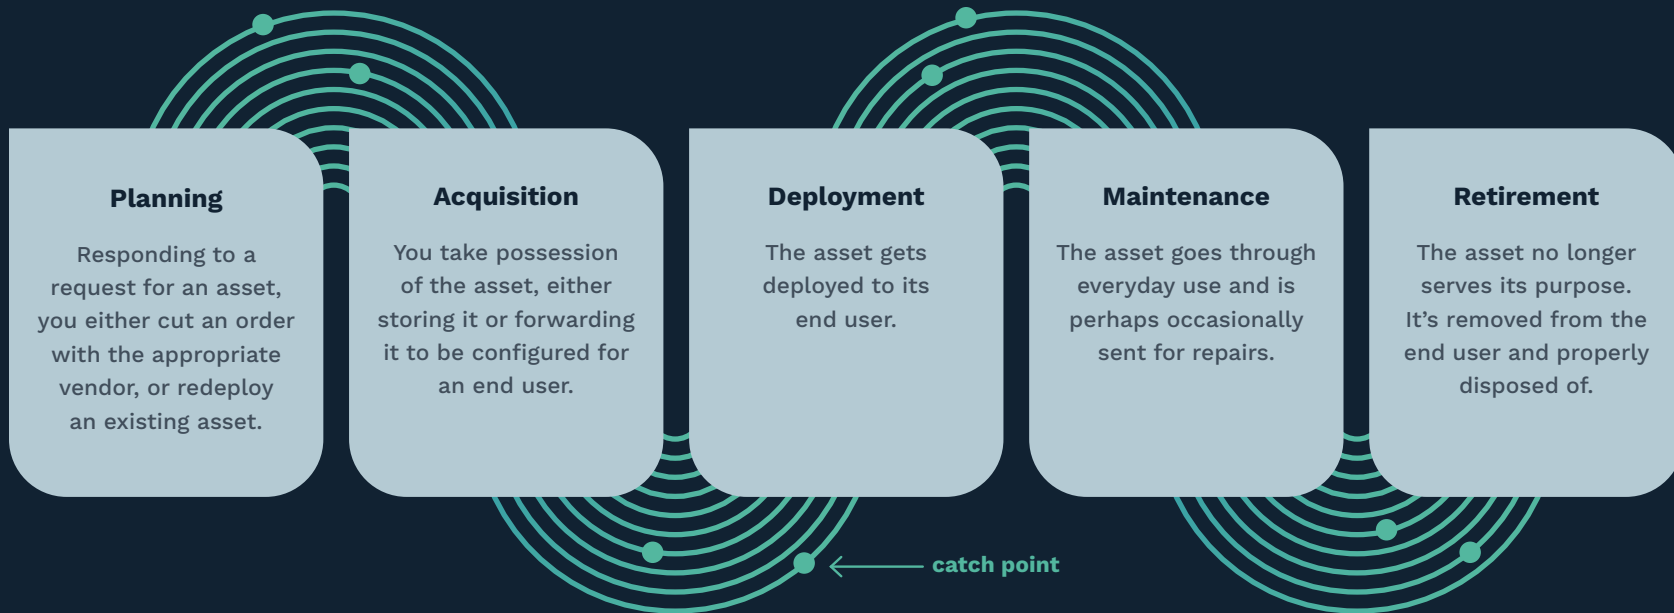 Planning
Responding to a
request for an asset,
you either cut an order
with the appropriate
vendor, or redeploy
an existing asset.
Acquisition
You take possession
of the asset, either
storing it or forwarding
it to be configured for
an end user.
Deployment
The asset gets
deployed to its
end user.
Maintenance
The asset goes through
everyday use and is
perhaps occasionally
sent for repairs.
Retirement
The asset no longer
serves its purpose.
It’s removed from the
end user and properly
disposed of.
catch point